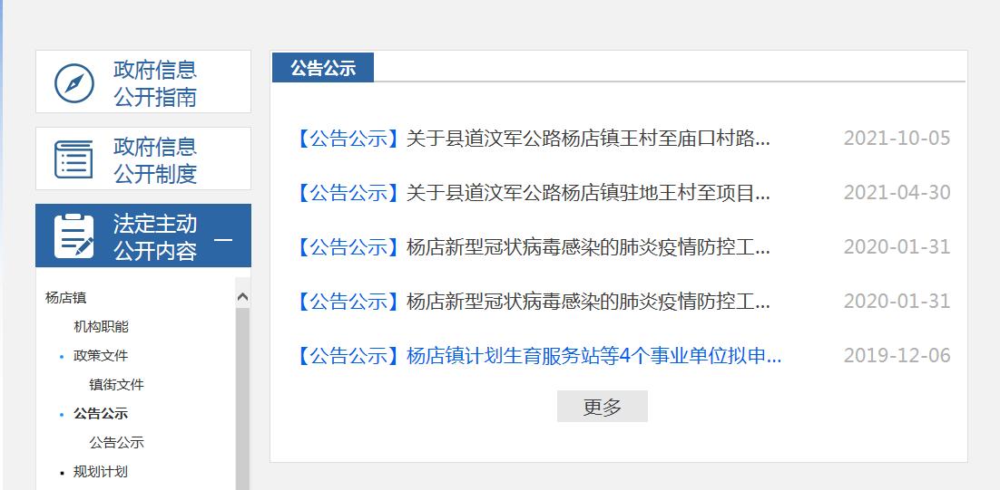 政府信息
公开指南
政府信息
公开制度
法定主动
公开内容
杨店镇
机构职能
政策文件
镇街文件
公告公示
公告公示
规划计划
公告公示
【公告公示】关于县道汶军公路杨店镇王村至庙口村路... 2021-10-05
【公告公示】关于县道汶军公路杨店镇驻地王村至项目... 2021-04-30
【公告公示】杨店新型冠状病毒感染的肺炎疫情防控工... 2020-01-31
【公告公示】杨店新型冠状病毒感染的肺炎疫情防控工... 2020-01-31
【公告公示】杨店镇计划生育服务站等4个事业单位拟申... 2019-12-06
更多